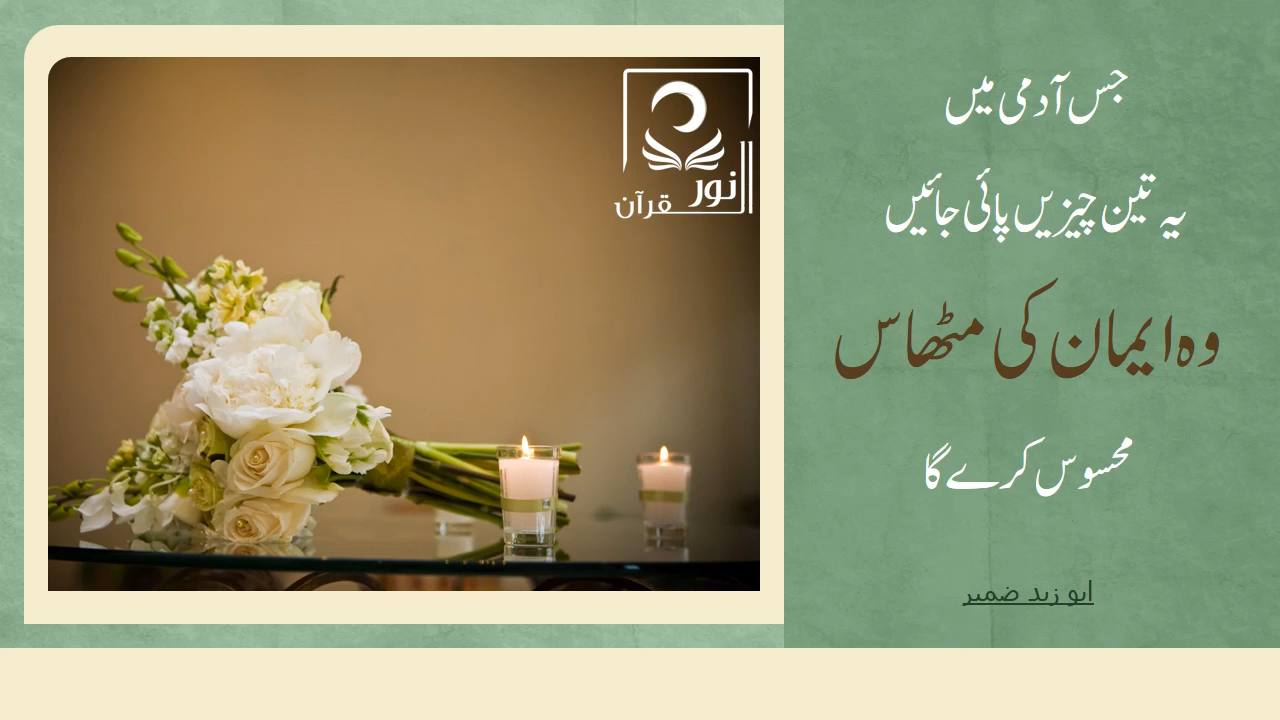 جس آدمی میں
یہ تین چیزیں پائی جائیں
وہ ایمان کی مٹھاس
محسوس کرے گا
ابو زید ضمیر
النور
قرآن